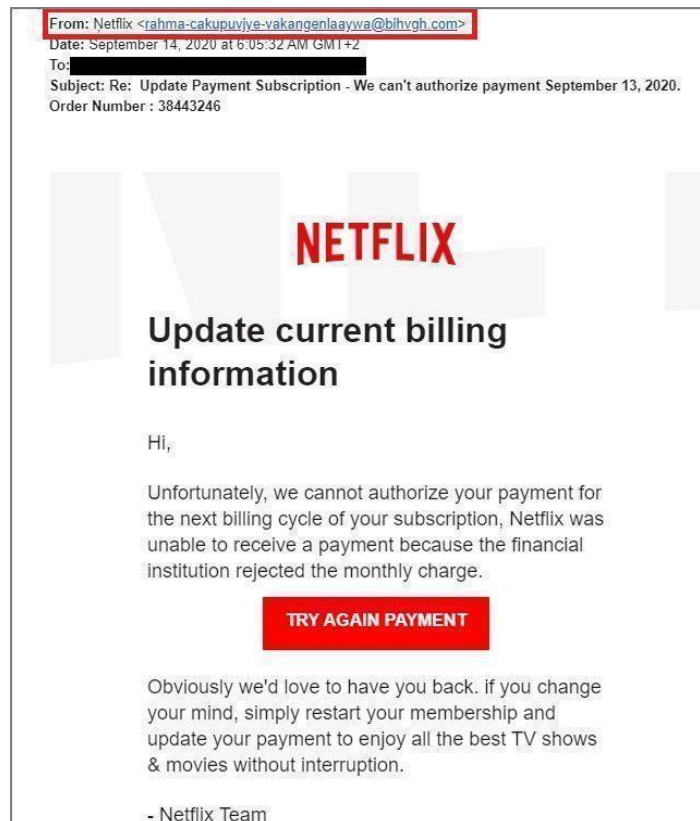 From: Ņetflix <rahma-cakupuvjye-vakangenlaaywa@bihvgh.com>
Date: September 14, 2020 at 6:05:32 AM GMT+2
To:
Subject: Re: Update Payment Subscription - We can't authorize payment September 13, 2020.
Order Number : 38443246
NETFLIX
Update current billing
information
Hi,
Unfortunately, we cannot authorize your payment for
the next billing cycle of your subscription, Netflix was
unable to receive a payment because the financial
institution rejected the monthly charge.
TRY AGAIN PAYMENT
Obviously we'd love to have you back. if you change
your mind, simply restart your membership and
update your payment to enjoy all the best TV shows
& movies without interruption.
- Netflix Team